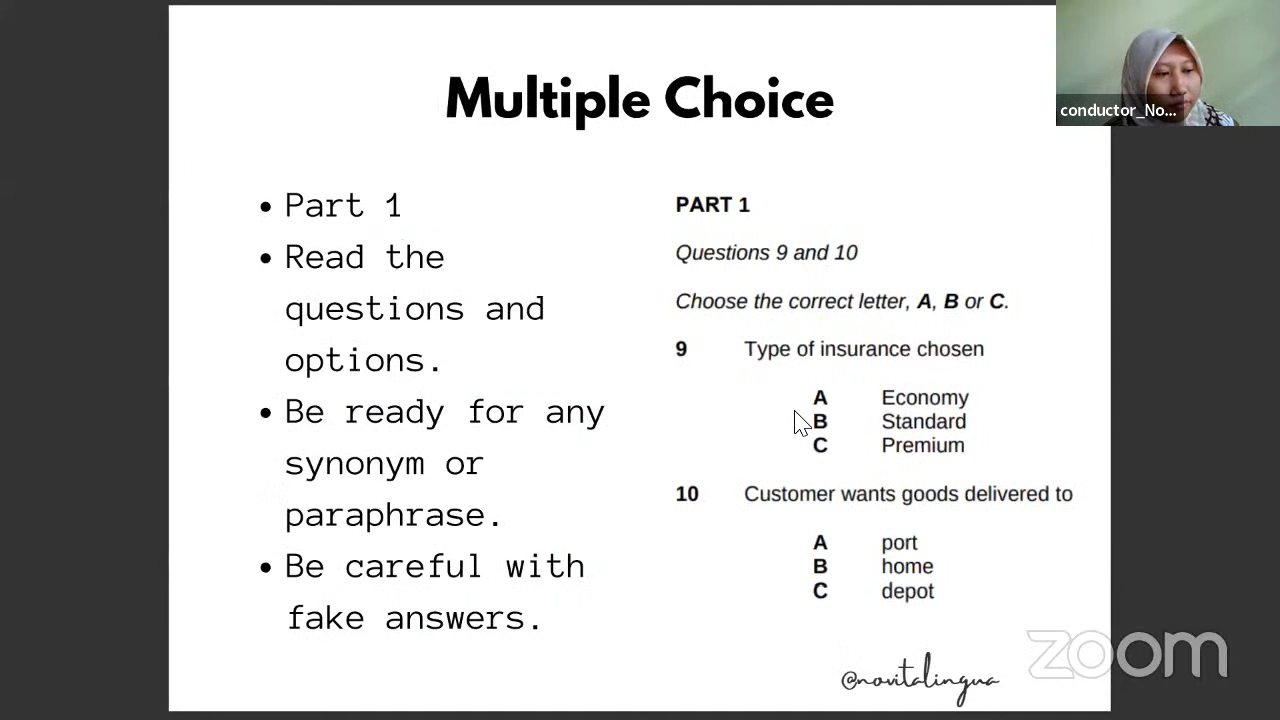 Multiple Choice
conductor_No...
• Part 1
• Read the
questions and
options.
• Be ready for any
synonym or
paraphrase.
• Be careful with
fake answers.
PART 1
Questions 9 and 10
Choose the correct letter, A, B or C.
9 Type of insurance chosen
A Economy
B Standard
C Premium
10 Customer wants goods delivered to
A port
B home
C depot
@novitalingua
zoom